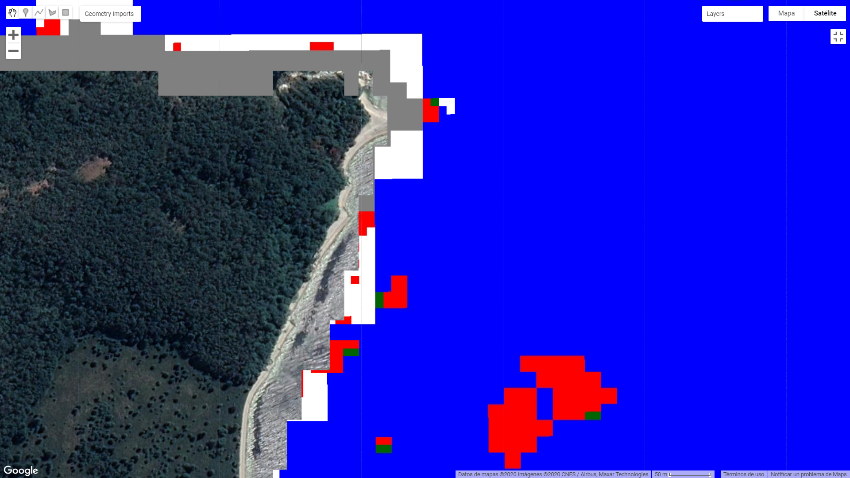 Geometry Imports
Layers
Mapa
Satélite
Google
Datos de mapas ©2020 Imágenes ©2020 CNES / Airbus, Maxar Technologies
50 m
Términos de uso
Notificar un problema de Maps